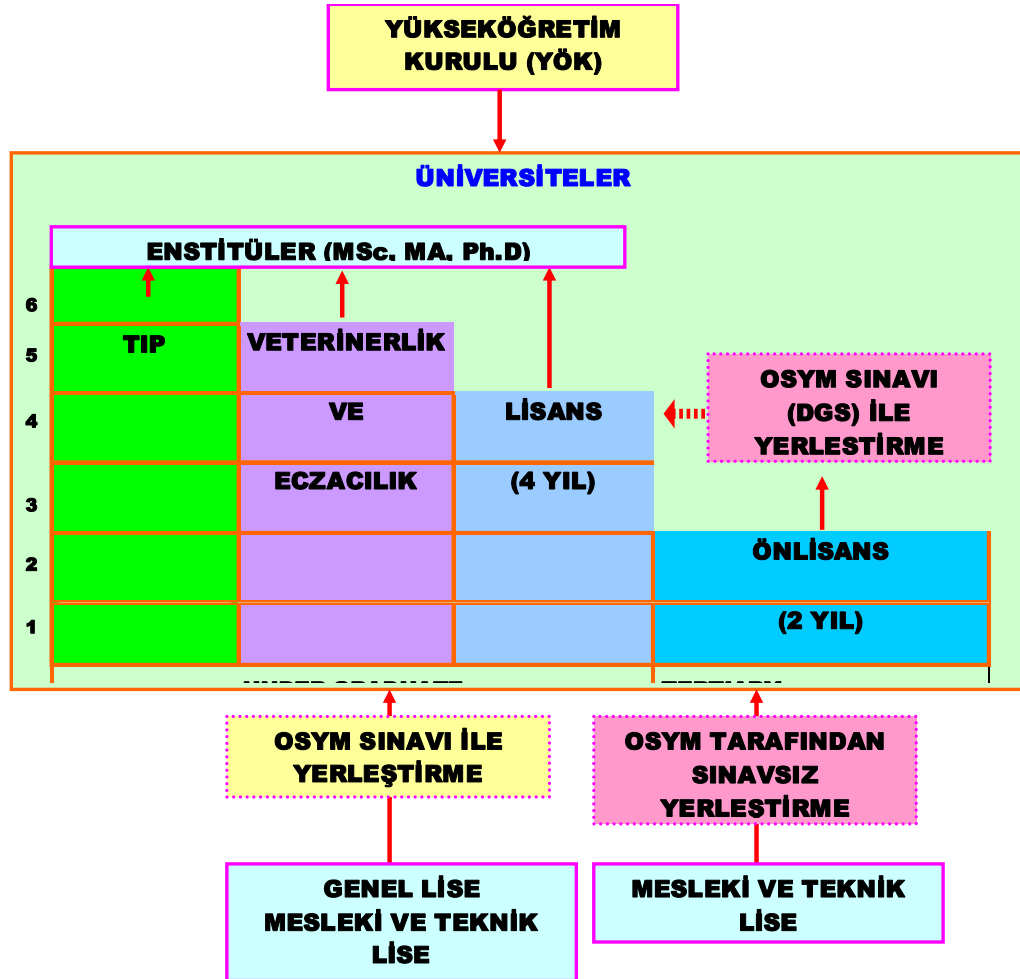 YÜKSEKÖĞRETİM
KURULU (YÖK)
ÜNİVERSİTELER
ENSTİTÜLER (MSc. MA. Ph.D)
6
5
4
3
2
1
TIP
VETERİNERLİK
VE
ECZACILIK
LİSANS
(4 YIL)
OSYM SINAVI
(DGS) İLE
YERLESTİRME
ÖNLİSANS
(2 YIL)
UNDER GRADUATE
TERTIARY
OSYM SINAVI İLE
YERLEŞTİRME
OSYM TARAFINDAN
SINAVSIZ
YERLESTİRME
GENEL LİSE
MESLEKİ VE TEKNİK
LİSE
MESLEKİ VE TEKNİK
LİSE